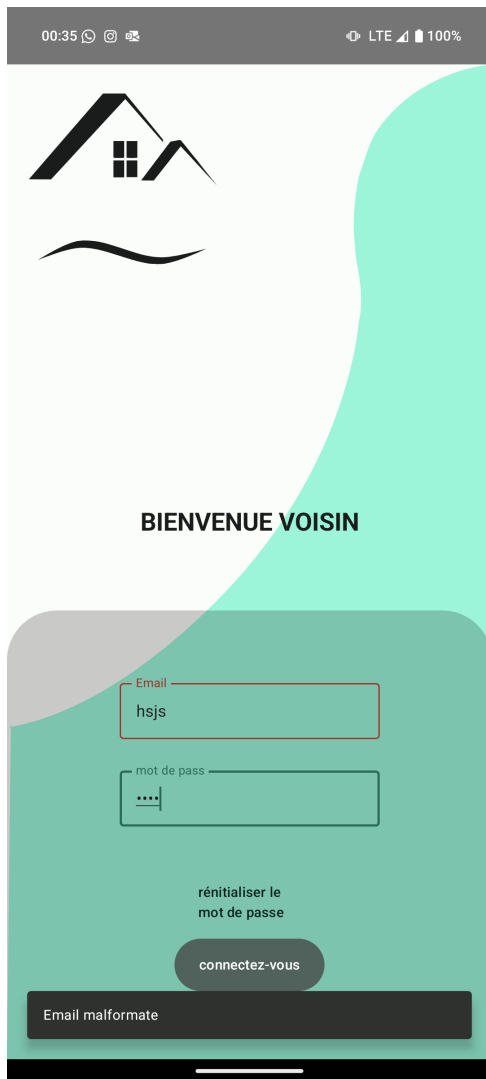 00:35 LTE 100%
BIENVENUE VOISIN
Email
hsjs
mot de pass
••••
rénitialiser le
mot de passe
connectez-vous
Email malformate